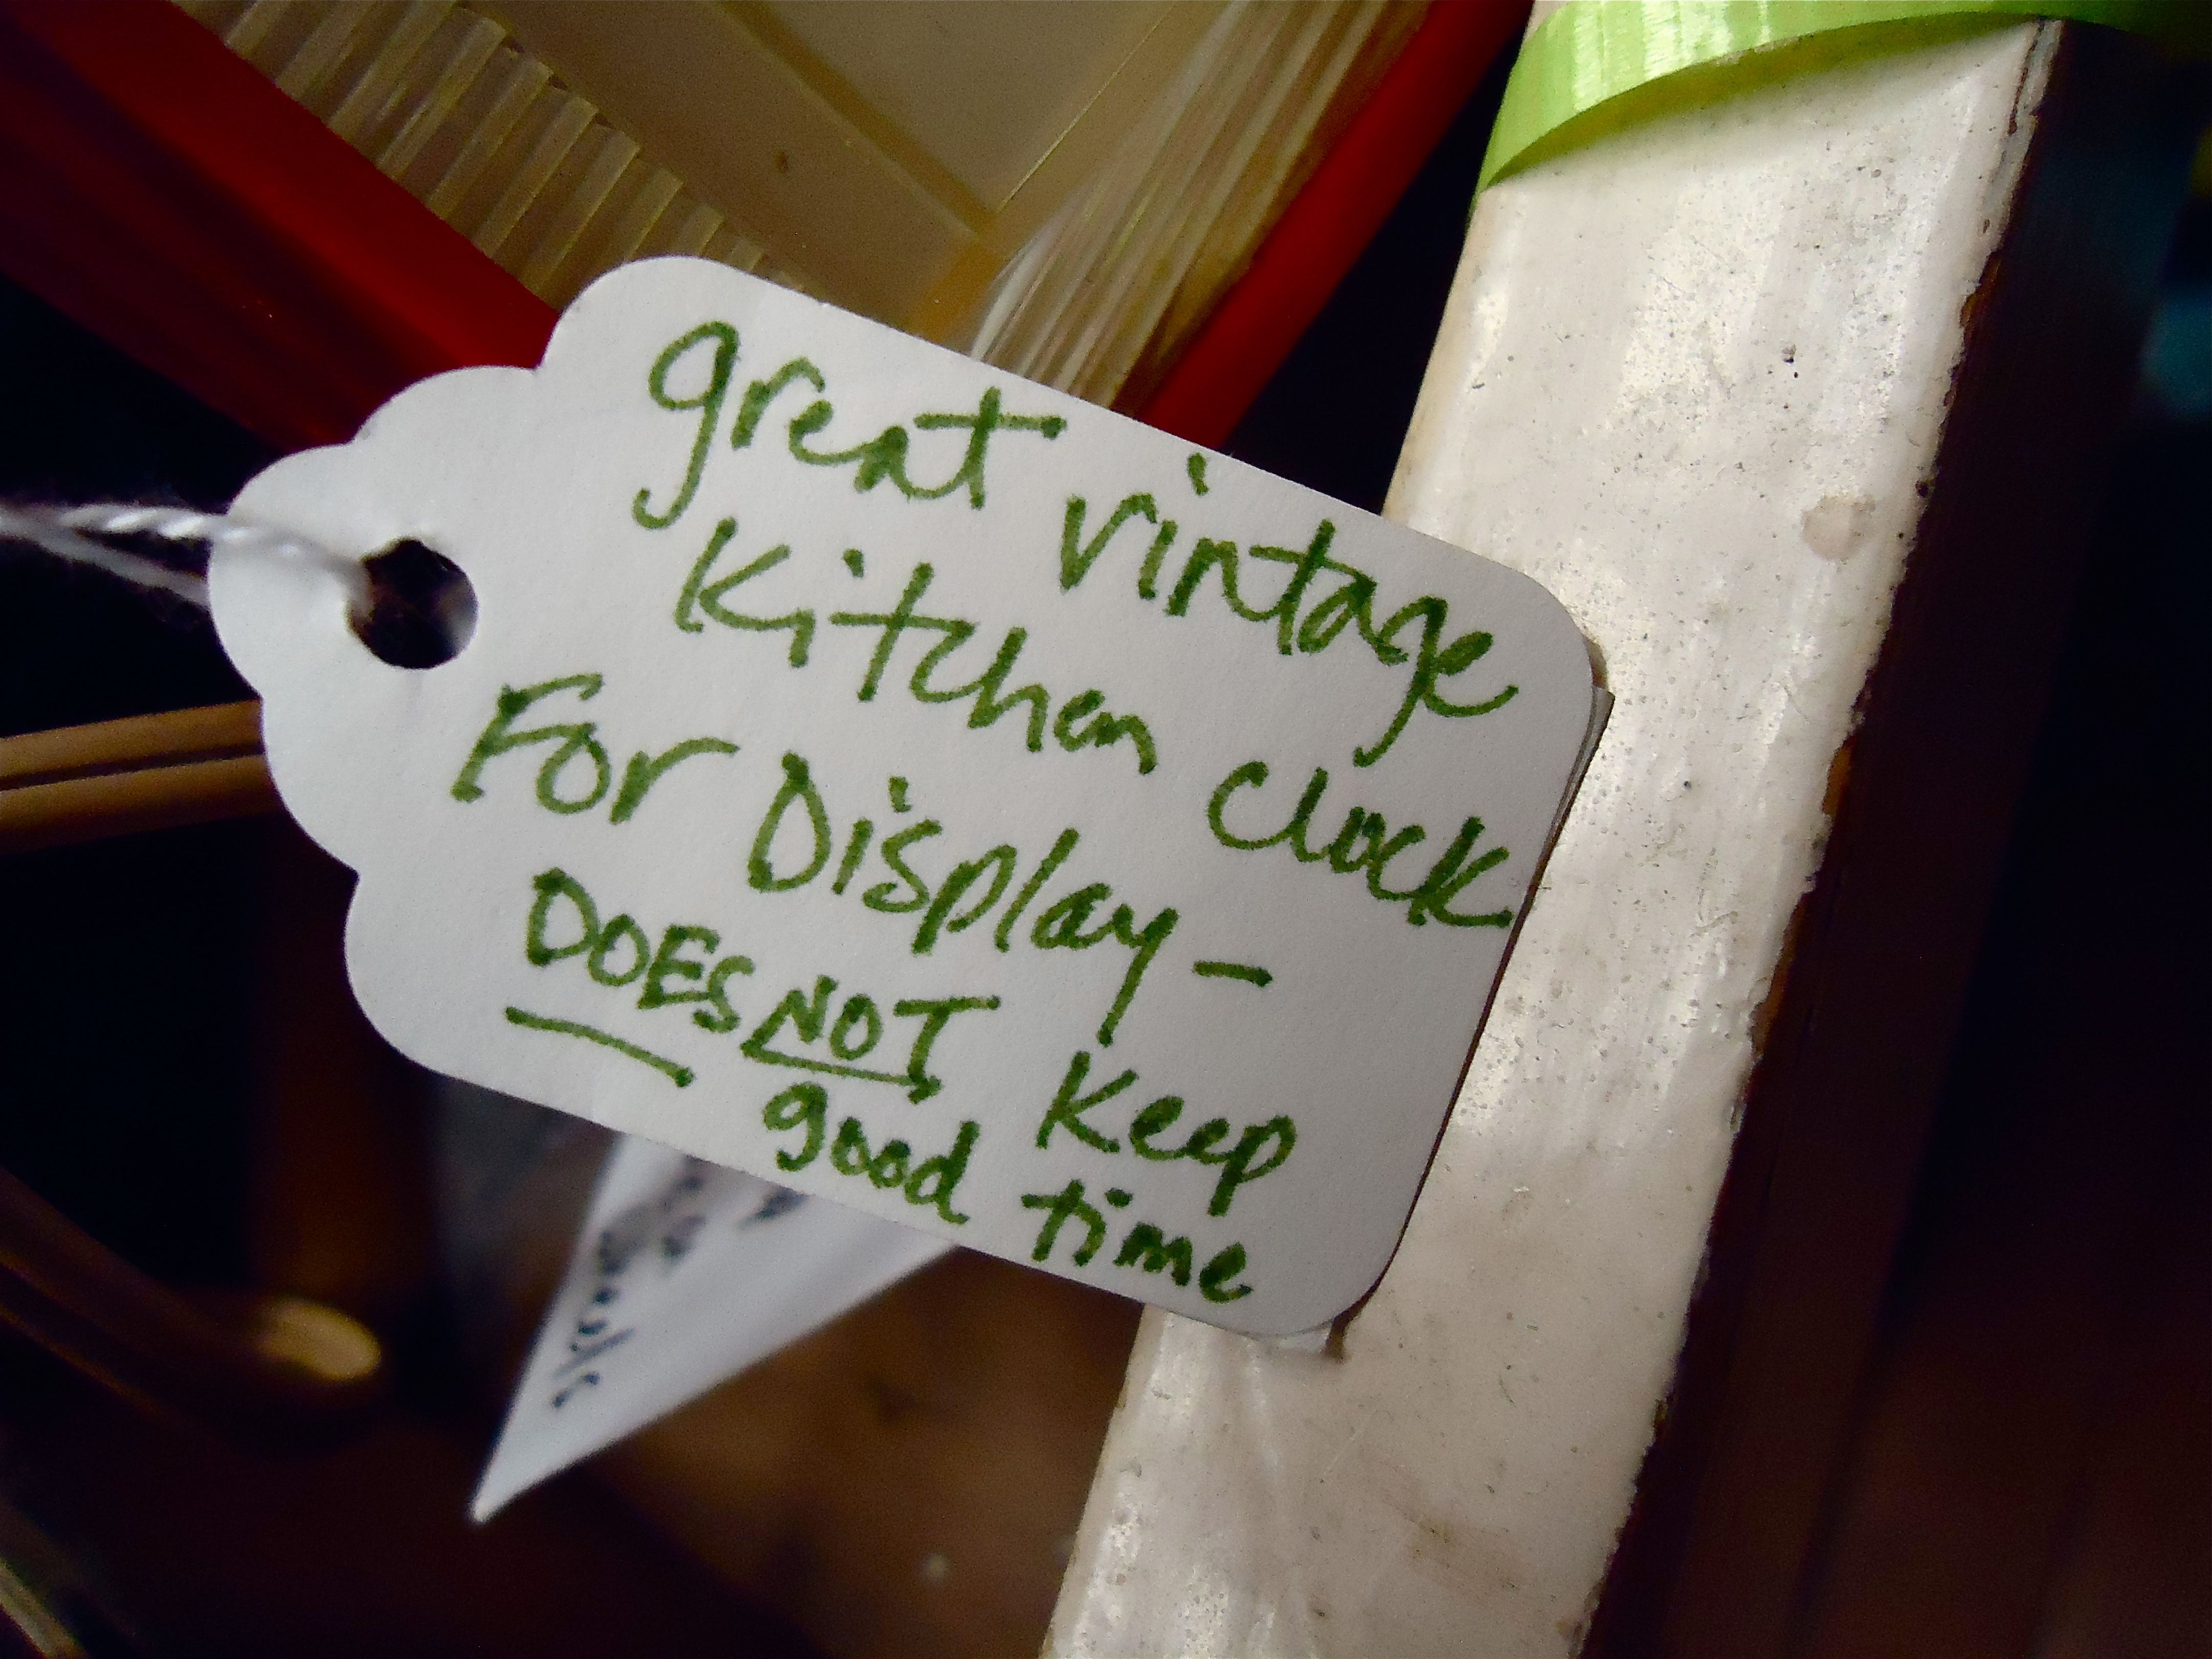 great vintage
Kitchen clock
For Display –
DOES NOT Keep
good time